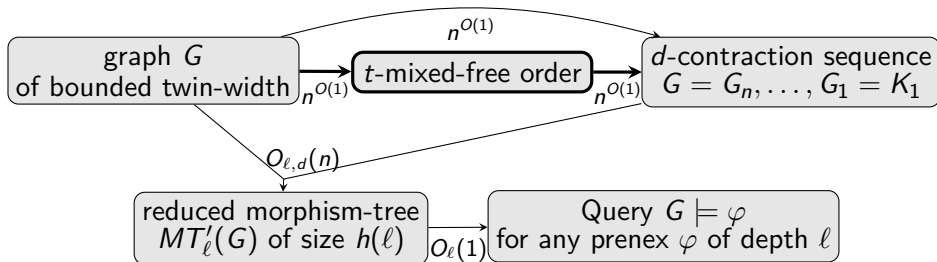 n^{O(1)}
graph G
of bounded twin-width
n^{O(1)}
t-mixed-free order
n^{O(1)}
d-contraction sequence
G = G_n, . . . , G_1 = K_1
O_{ℓ,d}(n)
reduced morphism-tree
MT'_ℓ(G) of size h(ℓ)
O_ℓ(1)
Query G ⊨ φ
for any prenex φ of depth ℓ